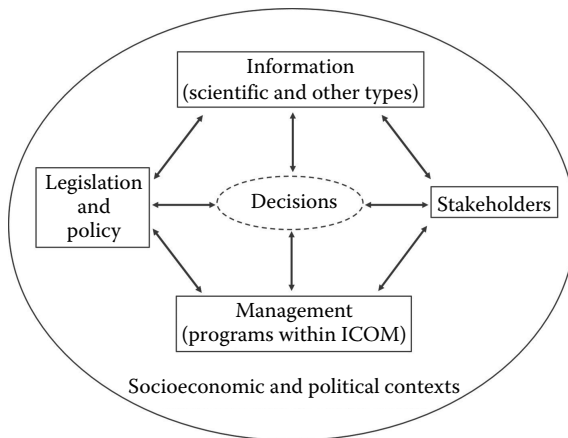 Information
(scientific and other types)
Legislation
and
policy
Decisions
Stakeholders
Management
(programs within ICOM)
Socioeconomic and political contexts